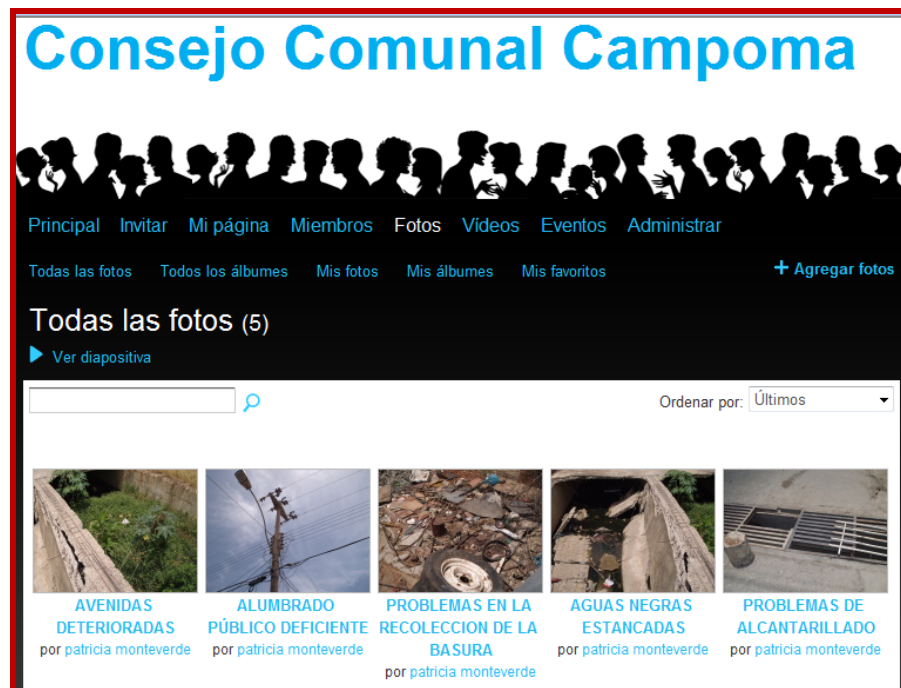 Consejo Comunal Campoma
Principal Invitar Mi página Miembros Fotos Vídeos Eventos Administrar
Todas las fotos Todos los álbumes Mis fotos Mis álbumes Mis favoritos + Agregar fotos
Todas las fotos (5)
Ver diapositiva
Ordenar por: Últimos
AVENIDAS
DETERIORADAS
por patricia monteverde
ALUMBRADO
PÚBLICO DEFICIENTE
por patricia monteverde
PROBLEMAS EN LA
RECOLECCION DE LA
BASURA
por patricia monteverde
AGUAS NEGRAS
ESTANCADAS
por patricia monteverde
PROBLEMAS DE
ALCANTARILLADO
por patricia monteverde